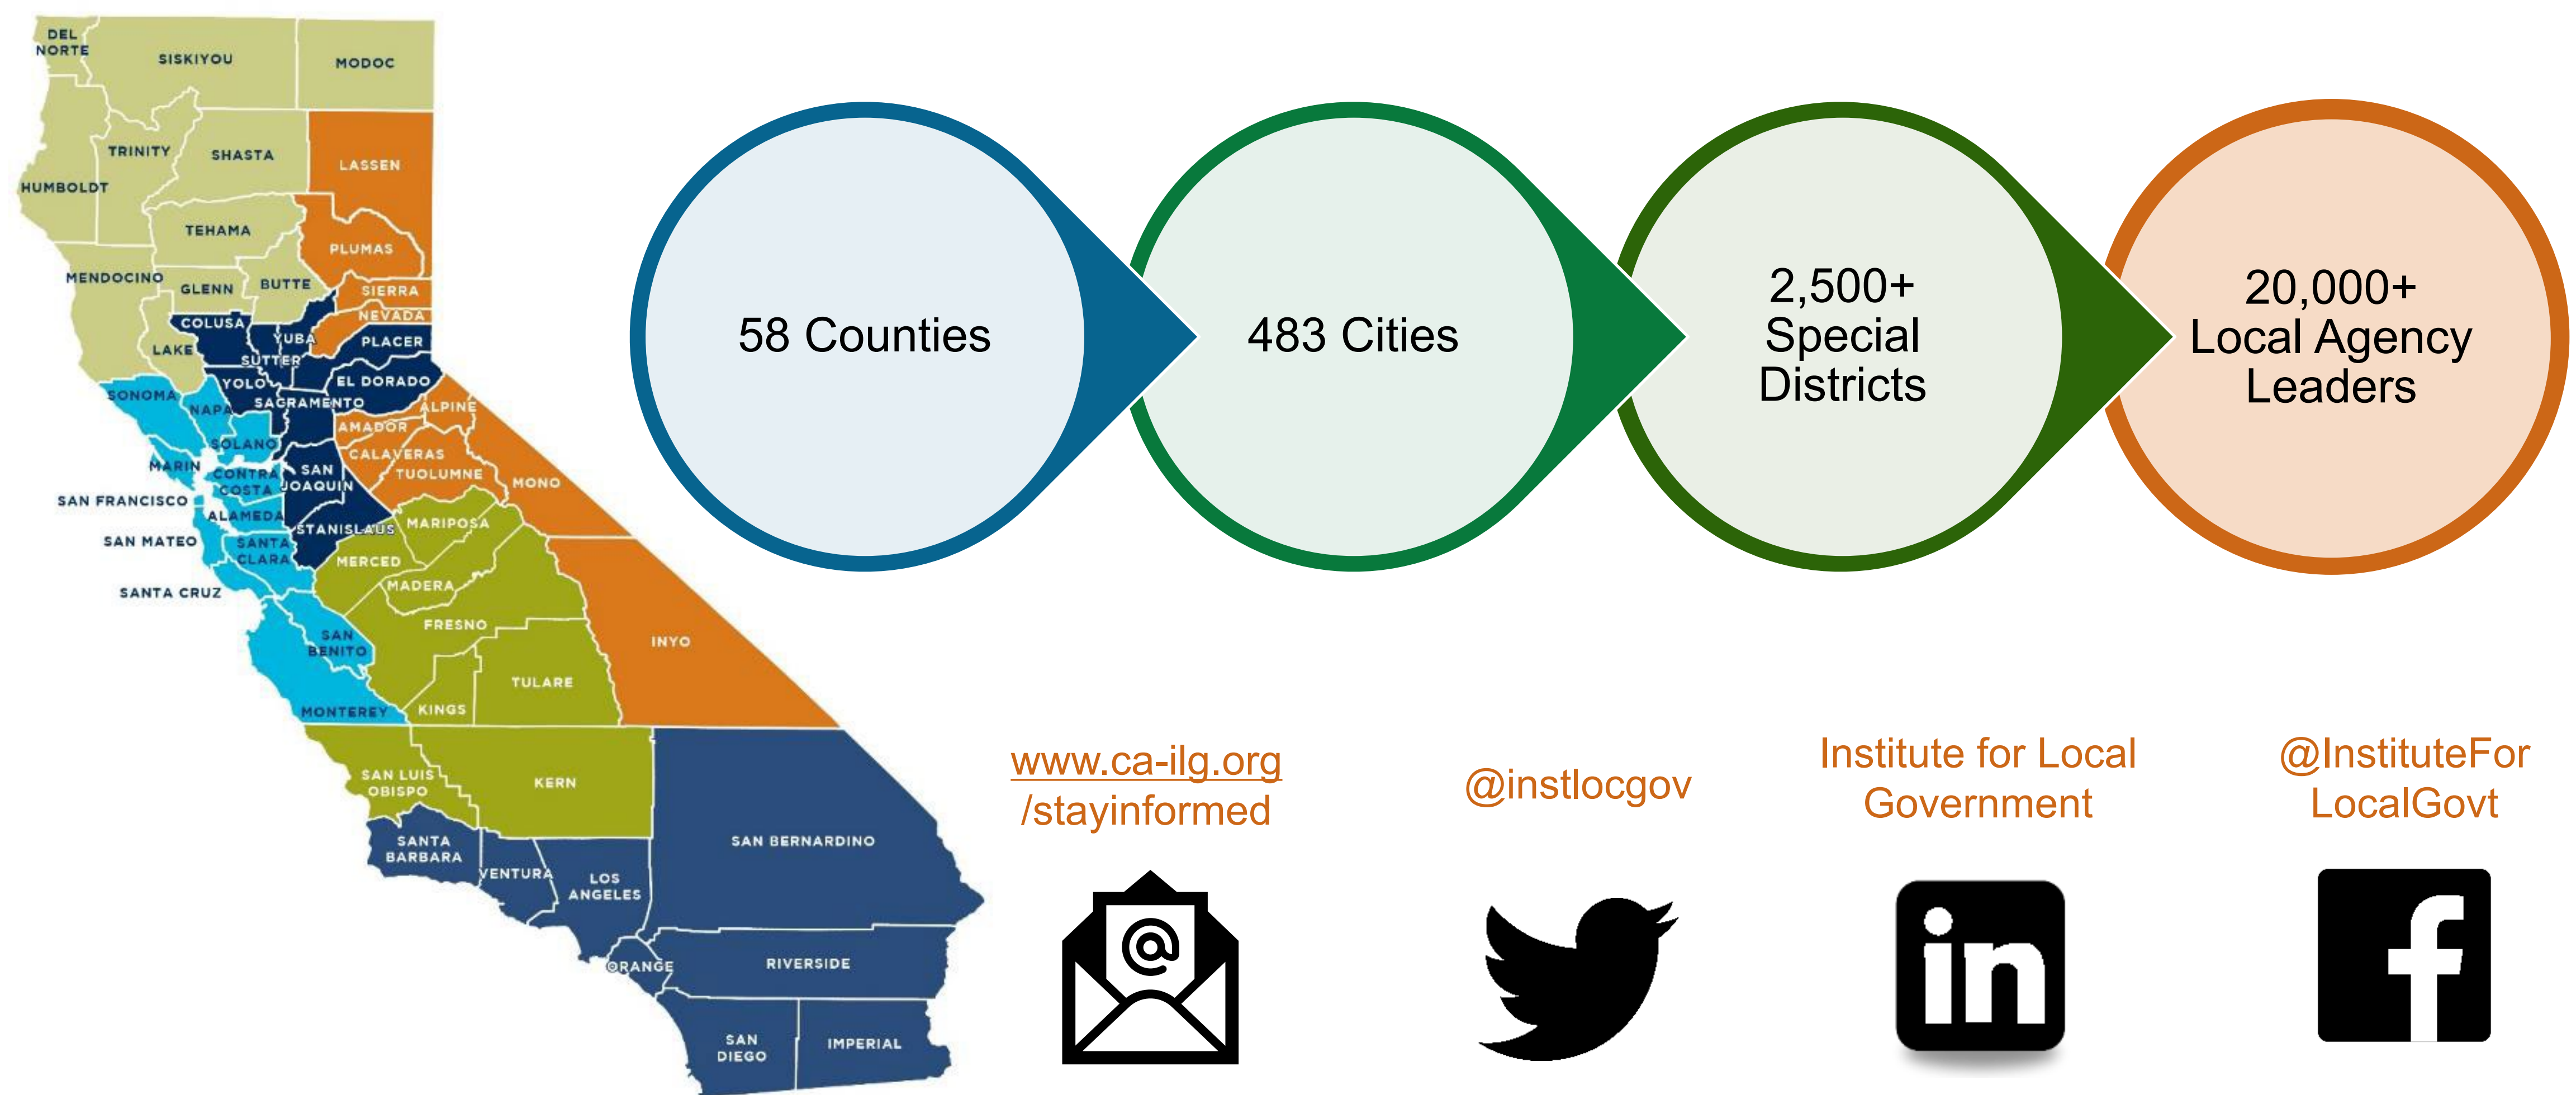 DEL
NORTE
SISKIYOU
MODOC
TRINITY
SHASTA
LASSEN
HUMBOLDT
TEHAMA
PLUMAS
MENDOCINO
GLENN
BUTTE
SIERRA
NEVADA
COLUSA
YUBA
PLACER
LAKE
SUTTER
YOLO
EL DORADO
SONOMA
NAPA
SACRAMENTO
ALPINE
AMADOR
SOLANO
CALAVERAS
MARIN
CONTRA
COSTA
SAN
JOAQUIN
TUOLUMNE
MONO
SAN FRANCISCO
ALAMEDA
STANISLAUS
MARIPOSA
SAN MATEO
SANTA
CLARA
MERCED
MADERA
SANTA CRUZ
FRESNO
SAN
BENITO
INYO
TULARE
MONTEREY
KINGS
SAN LUIS
OBISPO
KERN
SANTA
BARBARA
VENTURA
LOS
ANGELES
SAN BERNARDINO
ORANGE
RIVERSIDE
SAN
DIEGO
IMPERIAL
58 Counties
483 Cities
2,500+
Special
Districts
20,000+
Local Agency
Leaders
www.ca-ilg.org
/stayinformed
@instlocgov
Institute for Local
Government
@InstituteFor
LocalGovt
@
in
f